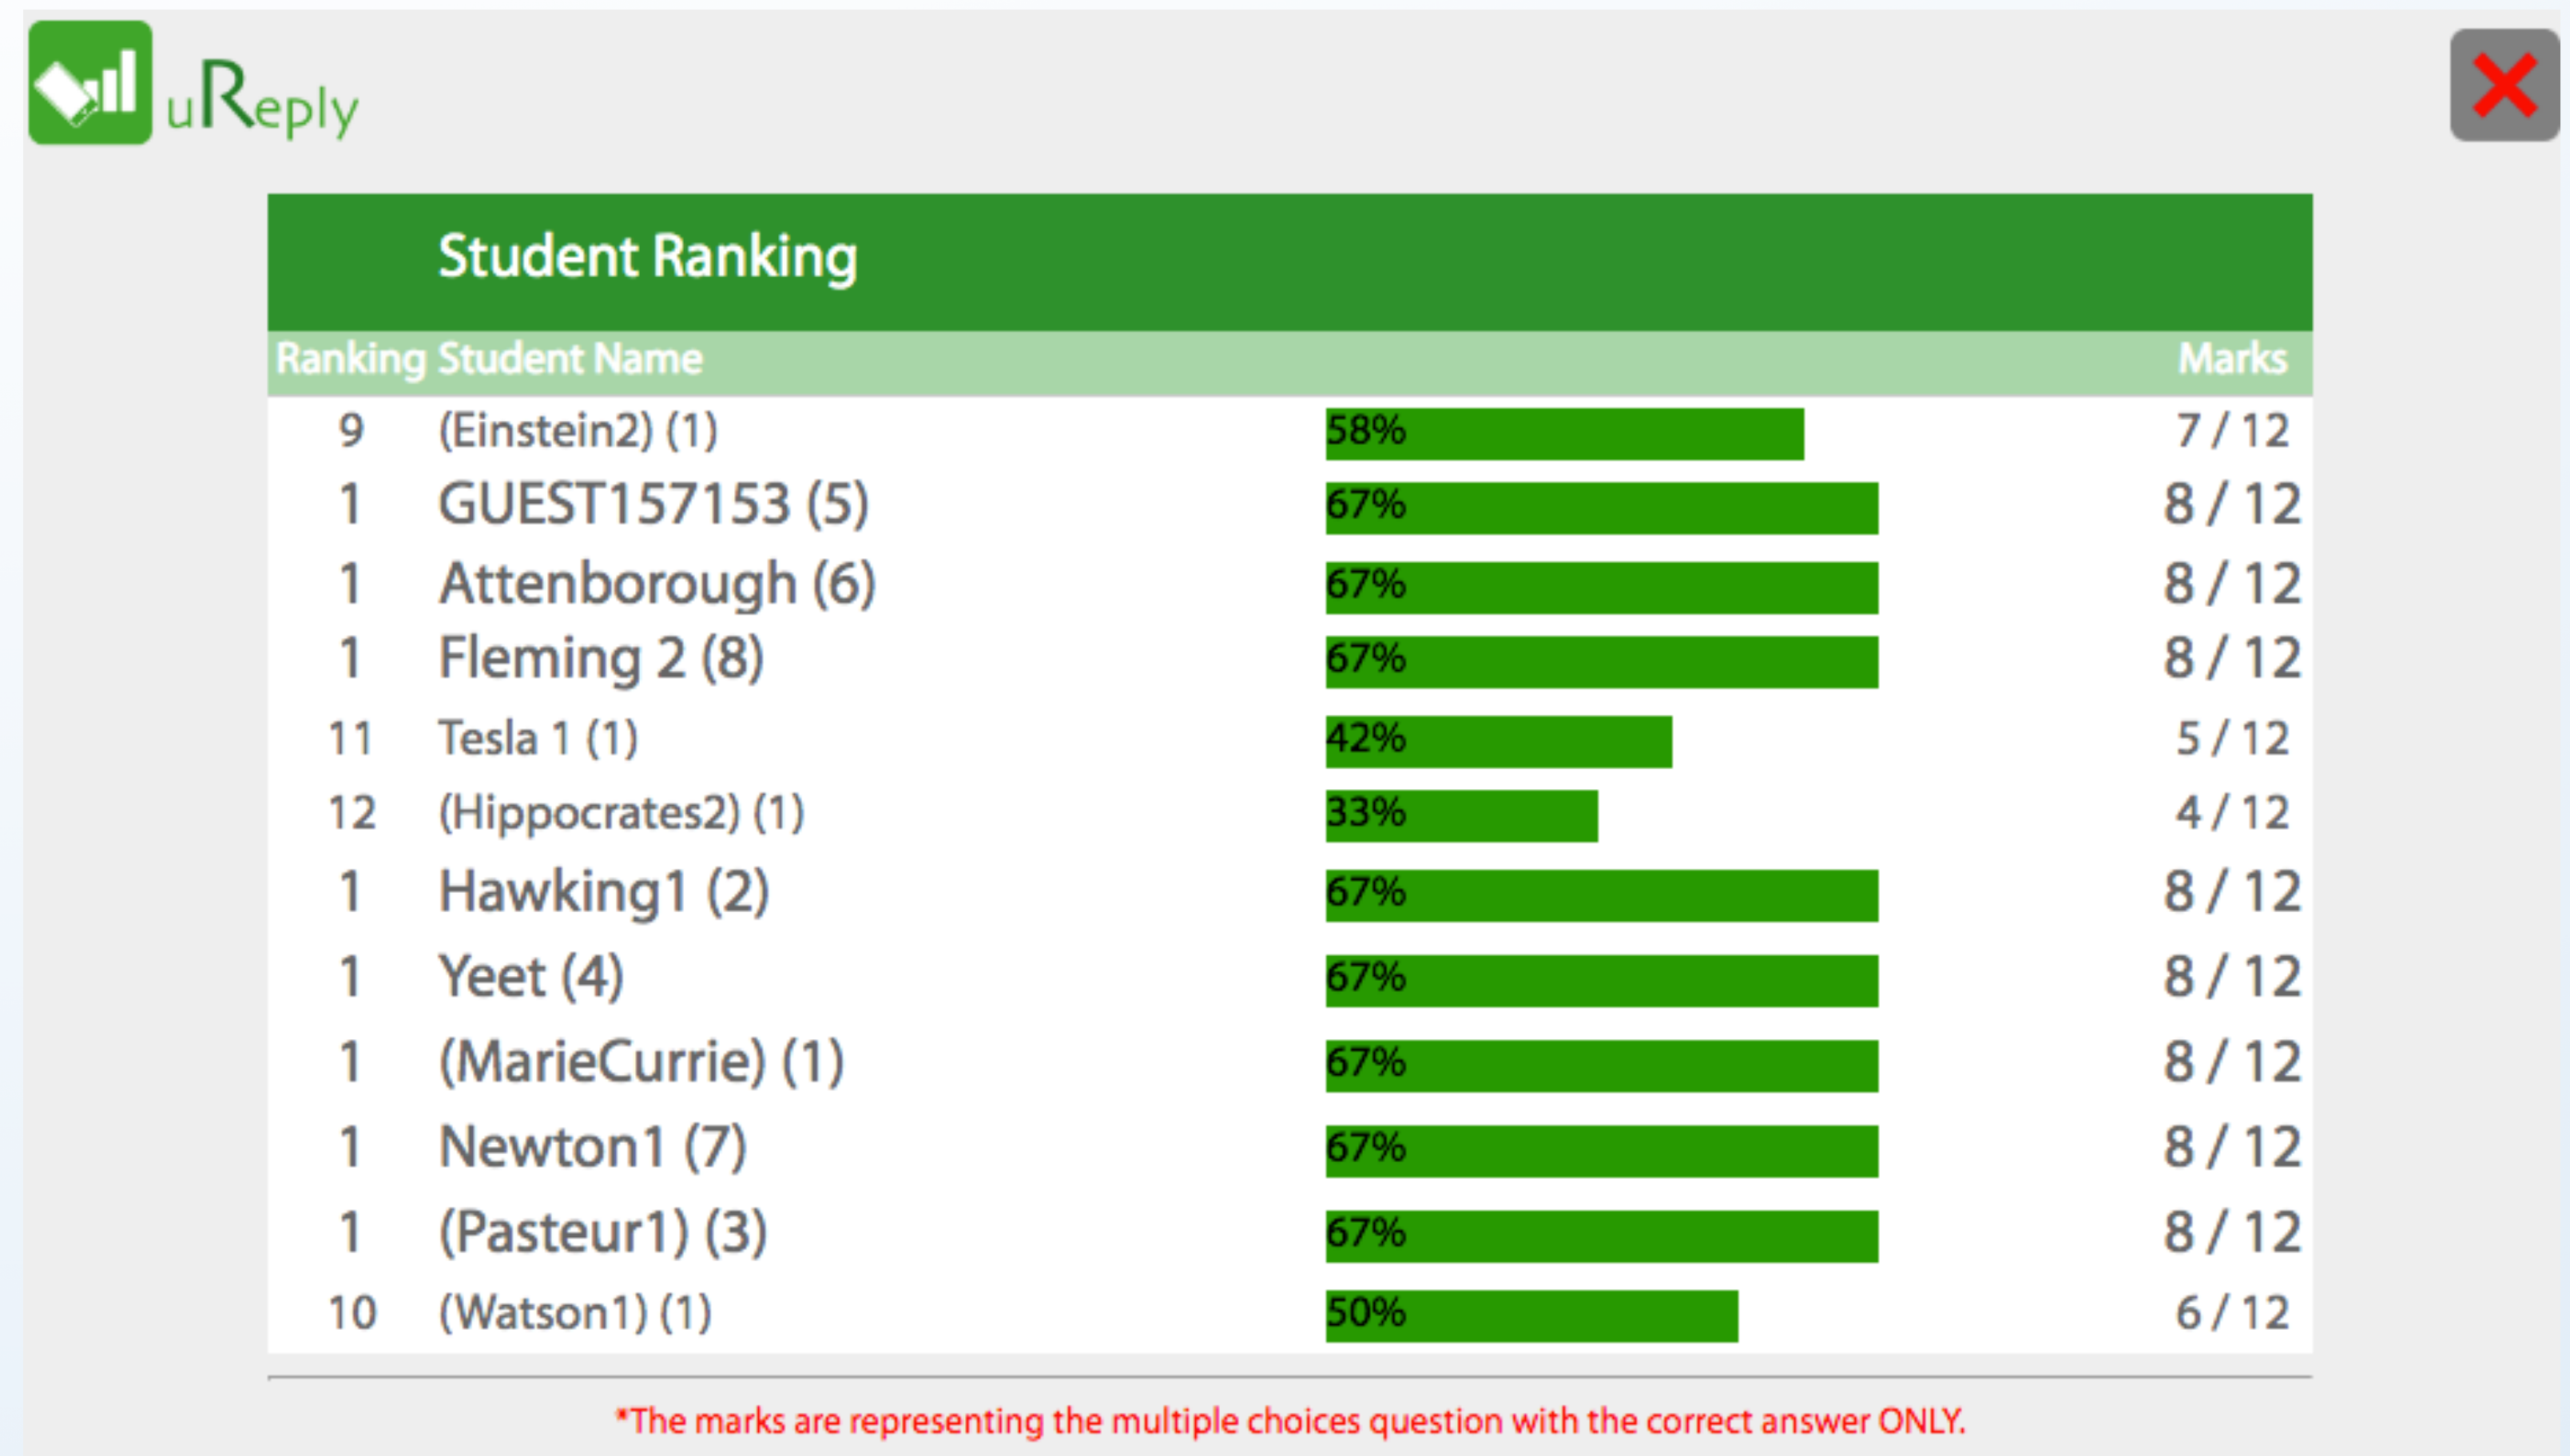 uReply
Student Ranking
Ranking Student Name Marks
9 (Einstein2) (1) 58% 7 / 12
1 GUEST157153 (5) 67% 8 / 12
1 Attenborough (6) 67% 8 / 12
1 Fleming 2 (8) 67% 8 / 12
11 Tesla 1 (1) 42% 5 / 12
12 (Hippocrates2) (1) 33% 4 / 12
1 Hawking1 (2) 67% 8 / 12
1 Yeet (4) 67% 8 / 12
1 (MarieCurrie) (1) 67% 8 / 12
1 Newton1 (7) 67% 8 / 12
1 (Pasteur1) (3) 67% 8 / 12
10 (Watson1) (1) 50% 6 / 12
*The marks are representing the multiple choices question with the correct answer ONLY.